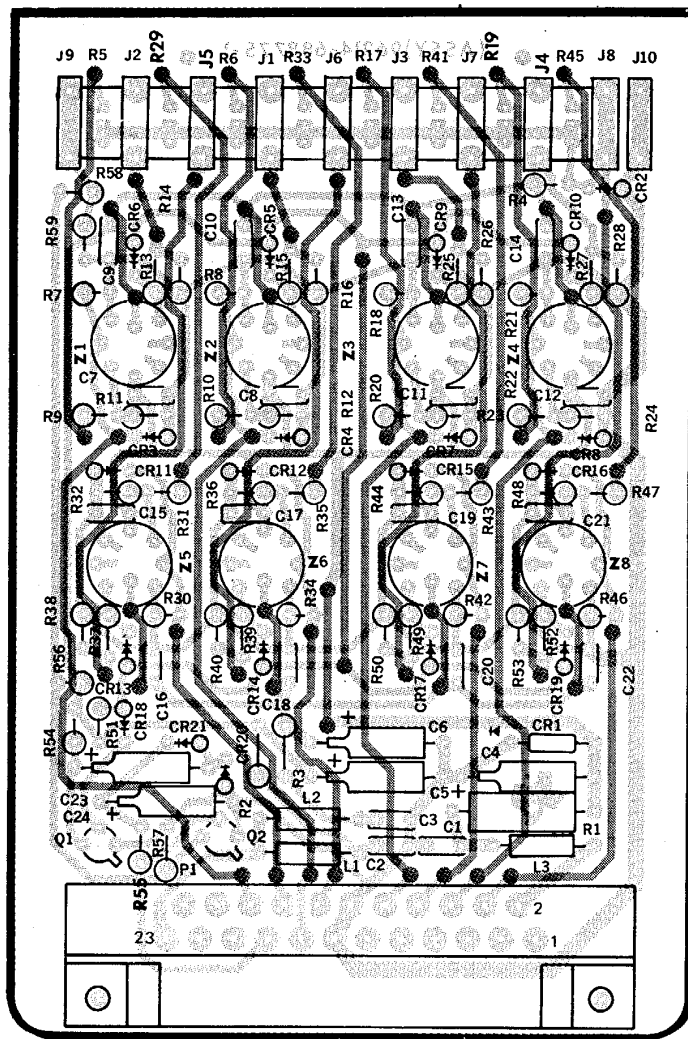 J9 R5 J2 R29 J5 R6 J1 R33 J6 R17 J3 R41 J7 R19 J4 R45 J8 J10
R58 R4 CR2
R59 CR6 R14 C10 CR5 C13 CR9 R26 C14 CR10 R28
C9 R13 R15 R25 R27
R7 R8 R16 R18 R21
Z1 Z2 Z3 Z4
C7 C8 C11 C12
R9 R11 R10 R12 R20 R23 R22 R24
CR3 CR4 CR7 CR8
R32 CR11 R36 CR12 R44 CR15 R48 CR16
C15 R31 C17 R35 C19 R43 C21 R47
Z5 Z6 Z7 Z8
R38 R30 R34 R42 R46
R37 R39 R49 R52
R56 R40 R50 R53
CR13 C16 CR14 CR17 C20 CR19 C22
CR18 C18
R54 R51 CR21 CR20 + C6 CR1
+ R3 + C4
C23 + R2 L2 C5 +
C24 C3 C1 R1
Q1 R57 Q2
R55 P1 L1 C2 L3
2
23 1